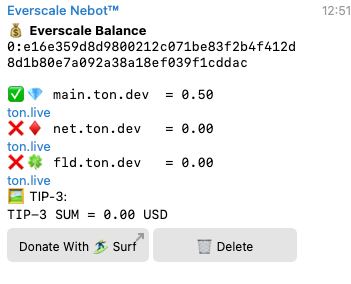 Everscale Nebot™ 12:51
💰 Everscale Balance
0:e16e359d8d9800212c071be83f2b4f412d
8d1b80e7a092a38a18ef039f1cddac
✅💎 main.ton.dev = 0.50
ton.live
❌♦️ net.ton.dev = 0.00
ton.live
❌🍀 fld.ton.dev = 0.00
ton.live
🖼️ TIP-3:
TIP-3 SUM = 0.00 USD
Donate With 🏄 Surf 🗑️ Delete